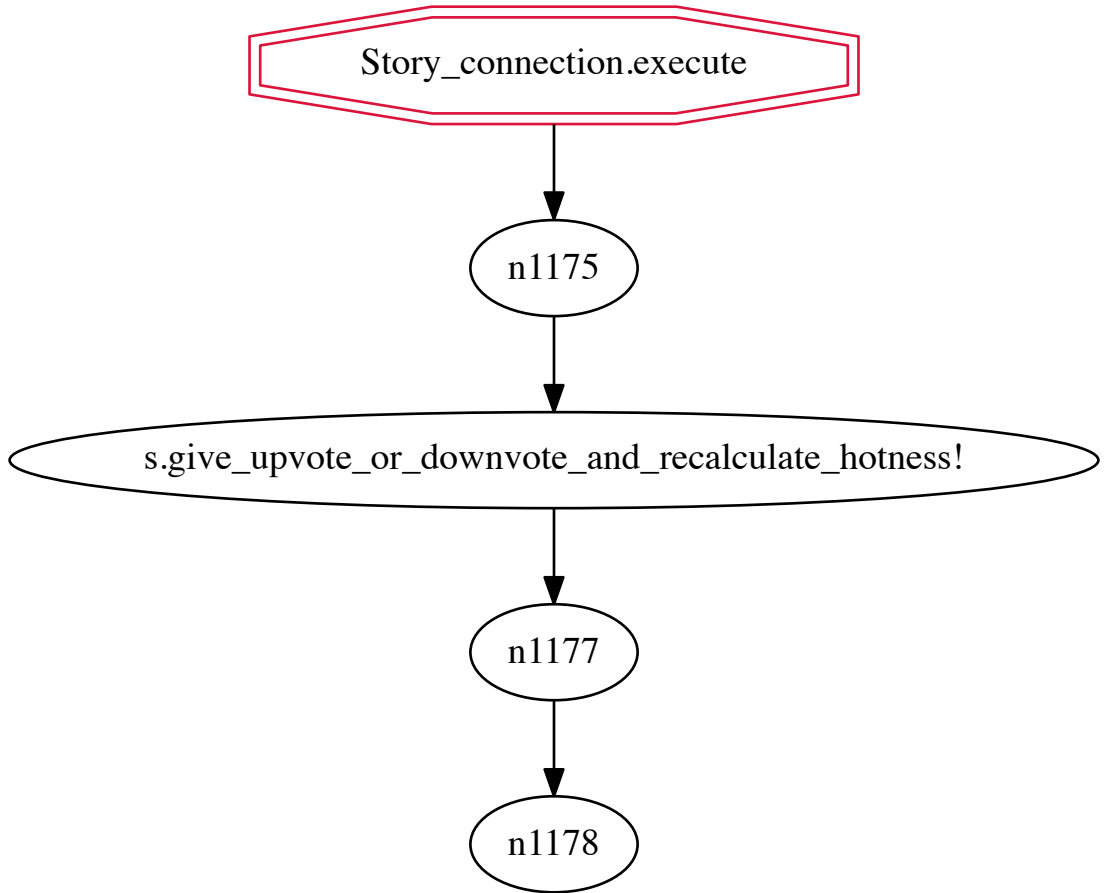 Story_connection.execute
n1175
s.give_upvote_or_downvote_and_recalculate_hotness!
n1177
n1178